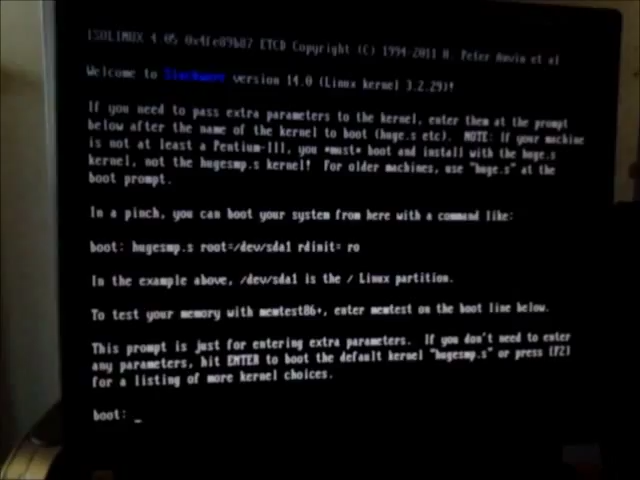 ISOLINUX 4.05 0x4fe89b87 ETCD Copyright (C) 1994-2011 H. Peter Anvin et al
Welcome to Slackware version 14.0 (Linux kernel 3.2.29)!
If you need to pass extra parameters to the kernel, enter them at the prompt
below after the name of the kernel to boot (huge.s etc).  NOTE: If your machine
is not at least a Pentium-III, you *must* boot and install with the huge.s
kernel, not the hugesmp.s kernel!  For older machines, use "huge.s" at the
boot prompt.
In a pinch, you can boot your system from here with a command like:
boot: hugesmp.s root=/dev/sda1 rdinit= ro
In the example above, /dev/sda1 is the / Linux partition.
To test your memory with memtest86+, enter memtest on the boot line below.
This prompt is just for entering extra parameters.  If you don't need to enter
any parameters, hit ENTER to boot the default kernel "hugesmp.s" or press [F2]
for a listing of more kernel choices.
boot: _